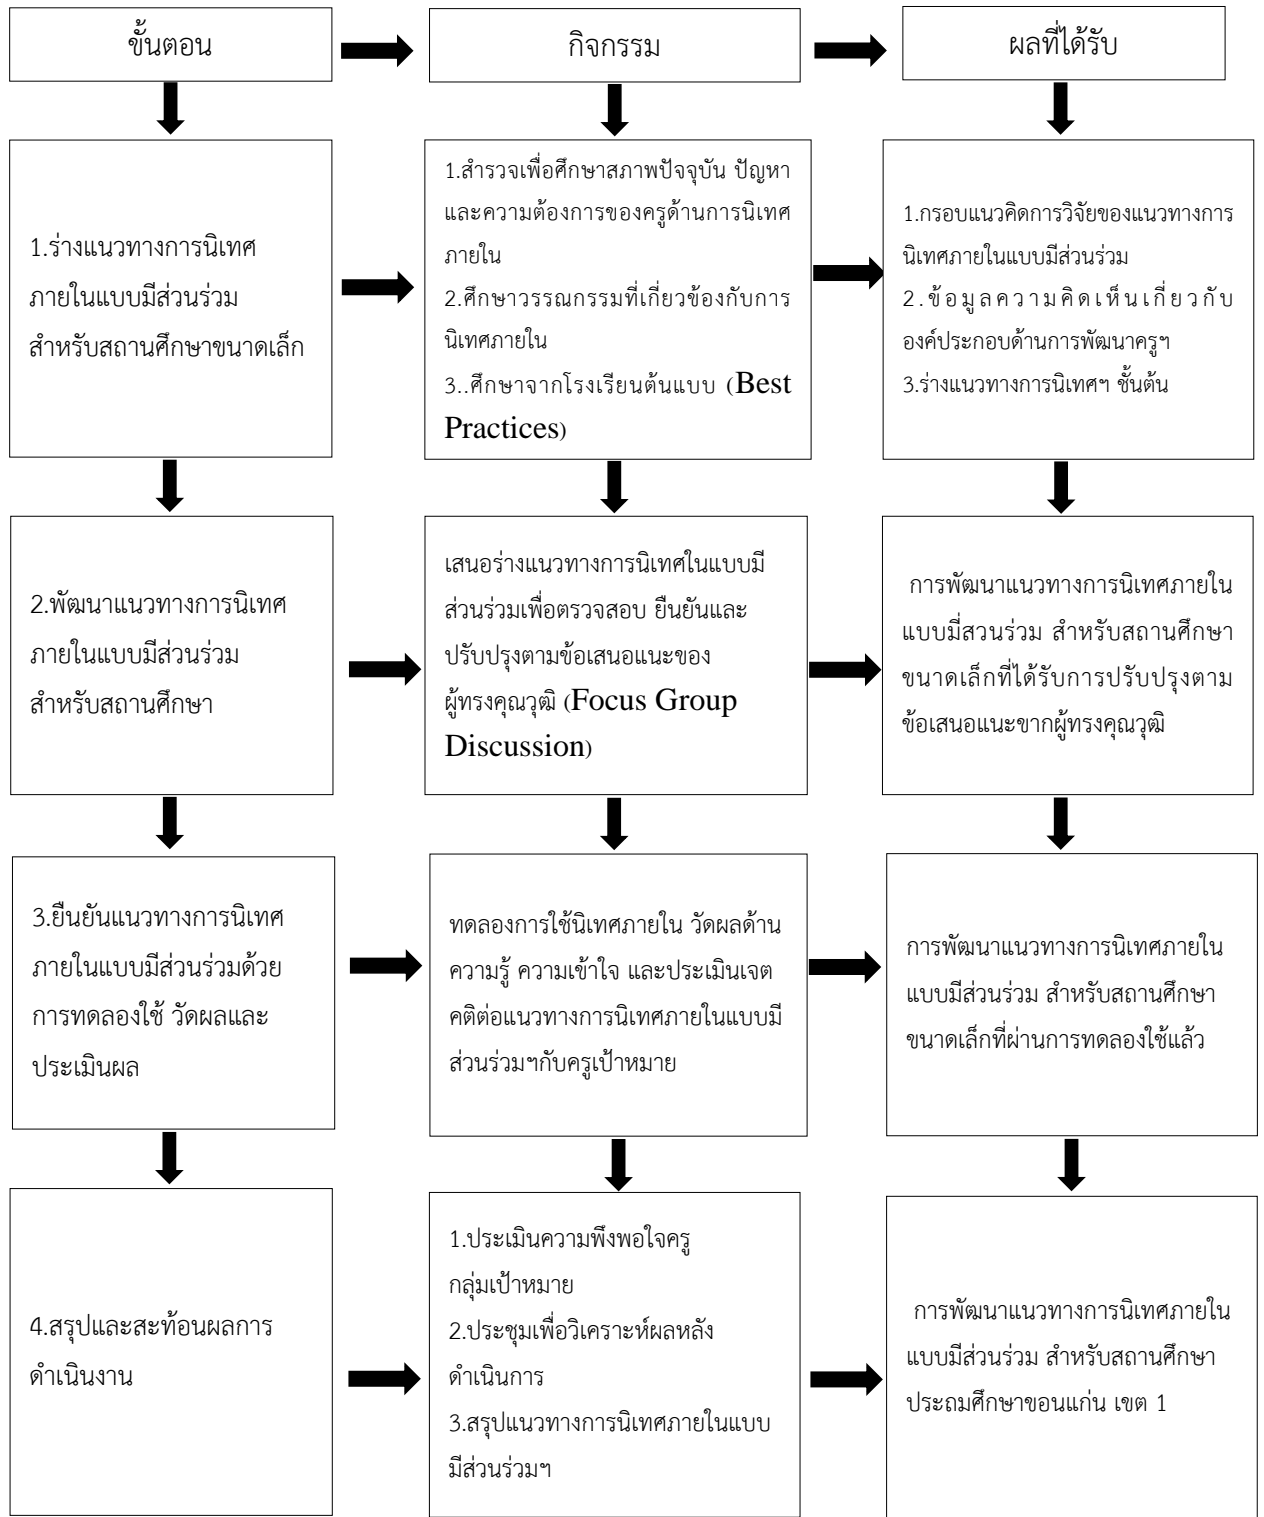 ขั้นตอน
กิจกรรม
ผลที่ได้รับ
1.ร่างแนวทางการนิเทศ
ภายในแบบมีส่วนร่วม
สำหรับสถานศึกษาขนาดเล็ก
1.สำรวจเพื่อศึกษาสภาพปัจจุบัน ปัญหา
และความต้องการของครูด้านการนิเทศ
ภายใน
2.ศึกษาวรรณกรรมที่เกี่ยวข้องกับการ
นิเทศภายใน
3..ศึกษาจากโรงเรียนต้นแบบ (Best
Practices)
1.กรอบแนวคิดการวิจัยของแนวทางการ
นิเทศภายในแบบมีส่วนร่วม
2.ข้อมูลความคิดเห็นเกี่ยวกับ
องค์ประกอบด้านการพัฒนาครูฯ
3.ร่างแนวทางการนิเทศฯ ชั้นต้น
2.พัฒนาแนวทางการนิเทศ
ภายในแบบมีส่วนร่วม
สำหรับสถานศึกษา
เสนอร่างแนวทางการนิเทศในแบบมี
ส่วนร่วมเพื่อตรวจสอบ ยืนยันและ
ปรับปรุงตามข้อเสนอแนะของ
ผู้ทรงคุณวุฒิ (Focus Group
Discussion)
การพัฒนาแนวทางการนิเทศภายใน
แบบมี่สวนร่วม สำหรับสถานศึกษา
ขนาดเล็กที่ได้รับการปรับปรุงตาม
ข้อเสนอแนะขากผู้ทรงคุณวุฒิ
3.ยืนยันแนวทางการนิเทศ
ภายในแบบมีส่วนร่วมด้วย
การทดลองใช้ วัดผลและ
ประเมินผล
ทดลองการใช้นิเทศภายใน วัดผลด้าน
ความรู้ ความเข้าใจ และประเมินเจต
คติต่อแนวทางการนิเทศภายในแบบมี
ส่วนร่วมฯกับครูเป้าหมาย
การพัฒนาแนวทางการนิเทศภายใน
แบบมีส่วนร่วม สำหรับสถานศึกษา
ขนาดเล็กที่ผ่านการทดลองใช้แล้ว
4.สรุปและสะท้อนผลการ
ดำเนินงาน
1.ประเมินความพึงพอใจครู
กลุ่มเป้าหมาย
2.ประชุมเพื่อวิเคราะห์ผลหลัง
ดำเนินการ
3.สรุปแนวทางการนิเทศภายในแบบ
มีส่วนร่วมฯ
การพัฒนาแนวทางการนิเทศภายใน
แบบมีส่วนร่วม สำหรับสถานศึกษา
ประถมศึกษาขอนแก่น เขต 1